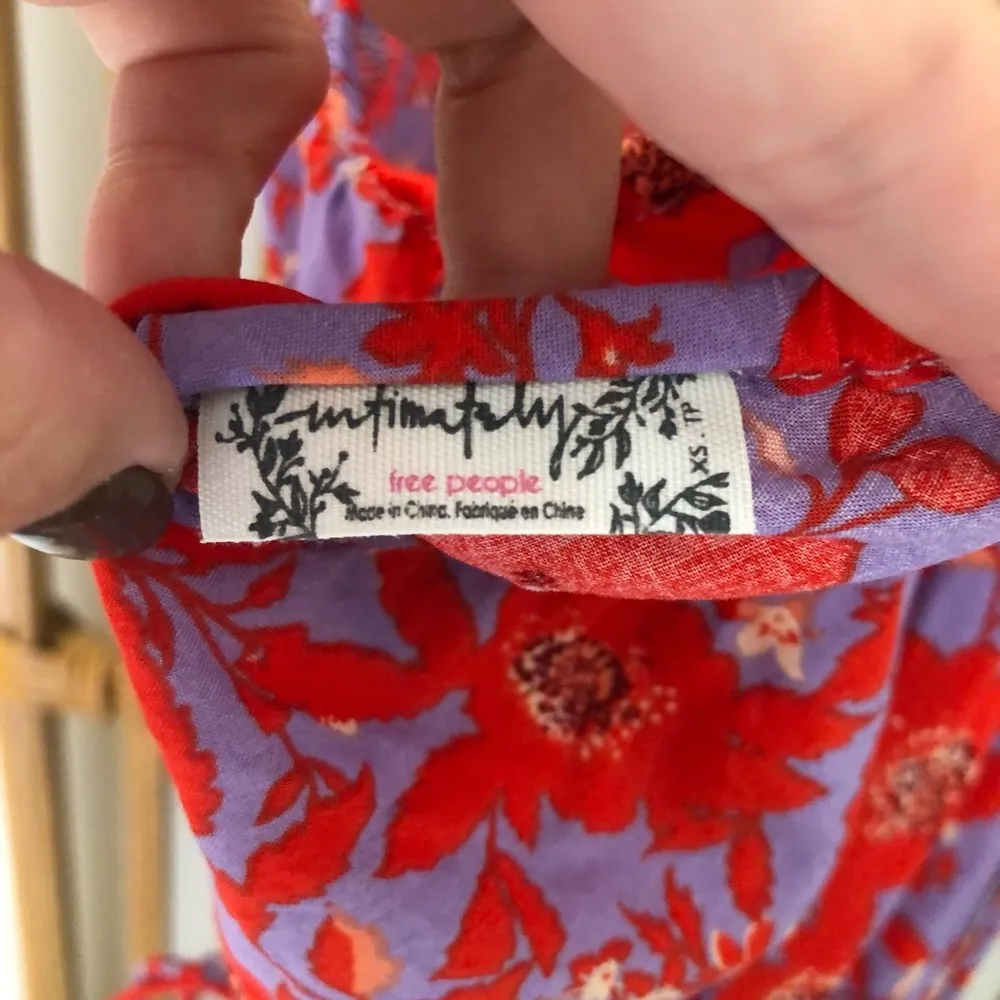 intimately
free people
Made in China. Fabriqué en Chine
XS. TP